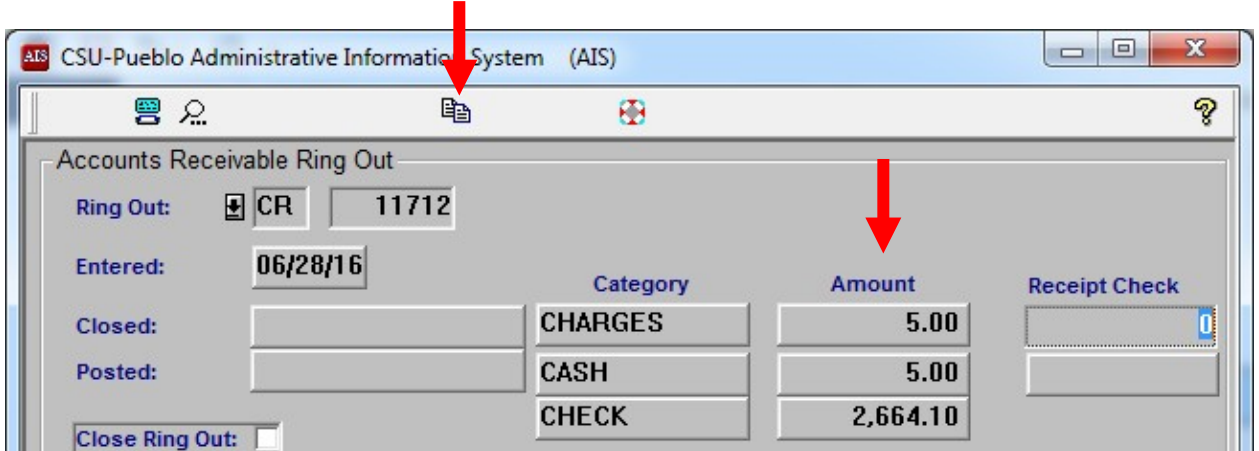 AIS CSU-Pueblo Administrative Information System (AIS)
?
Accounts Receivable Ring Out
Ring Out: CR 11712
Entered: 06/28/16
Category Amount Receipt Check
Closed: CHARGES 5.00 0
Posted: CASH 5.00
CHECK 2,664.10
Close Ring Out: